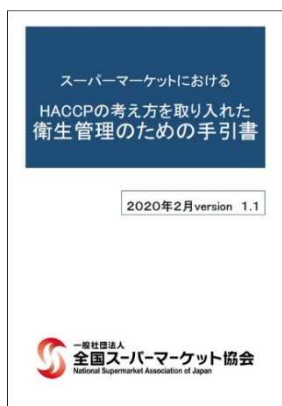 スーパーマーケットにおける
HACCPの考え方を取り入れた
衛生管理のための手引書
2020年2月version 1.1
一般社団法人
全国スーパーマーケット協会
National Supermarket Association of Japan